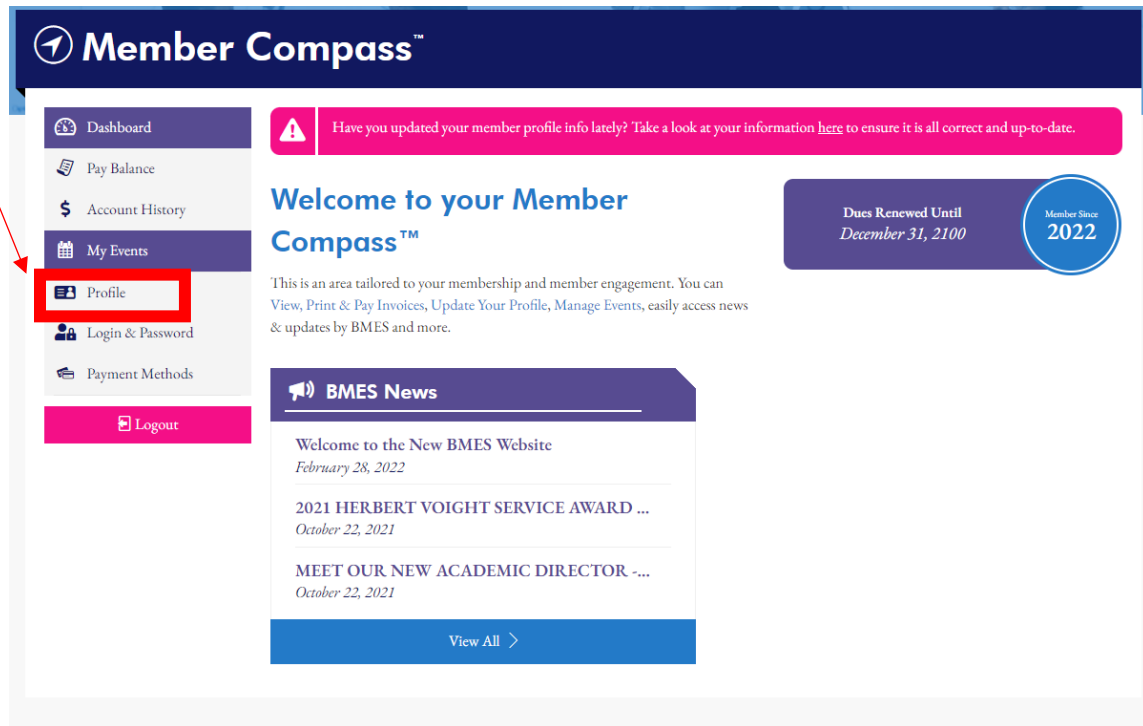 Member Compass™
Dashboard
Pay Balance
$ Account History
My Events
Profile
Login & Password
Payment Methods
Logout
Have you updated your member profile info lately? Take a look at your information here to ensure it is all correct and up-to-date.
Welcome to your Member
Compass™
This is an area tailored to your membership and member engagement. You can
View, Print & Pay Invoices, Update Your Profile, Manage Events, easily access news
& updates by BMES and more.
Dues Renewed Until
December 31, 2100
Member Since
2022
BMES News
Welcome to the New BMES Website
February 28, 2022
2021 HERBERT VOIGHT SERVICE AWARD ...
October 22, 2021
MEET OUR NEW ACADEMIC DIRECTOR -...
October 22, 2021
View All